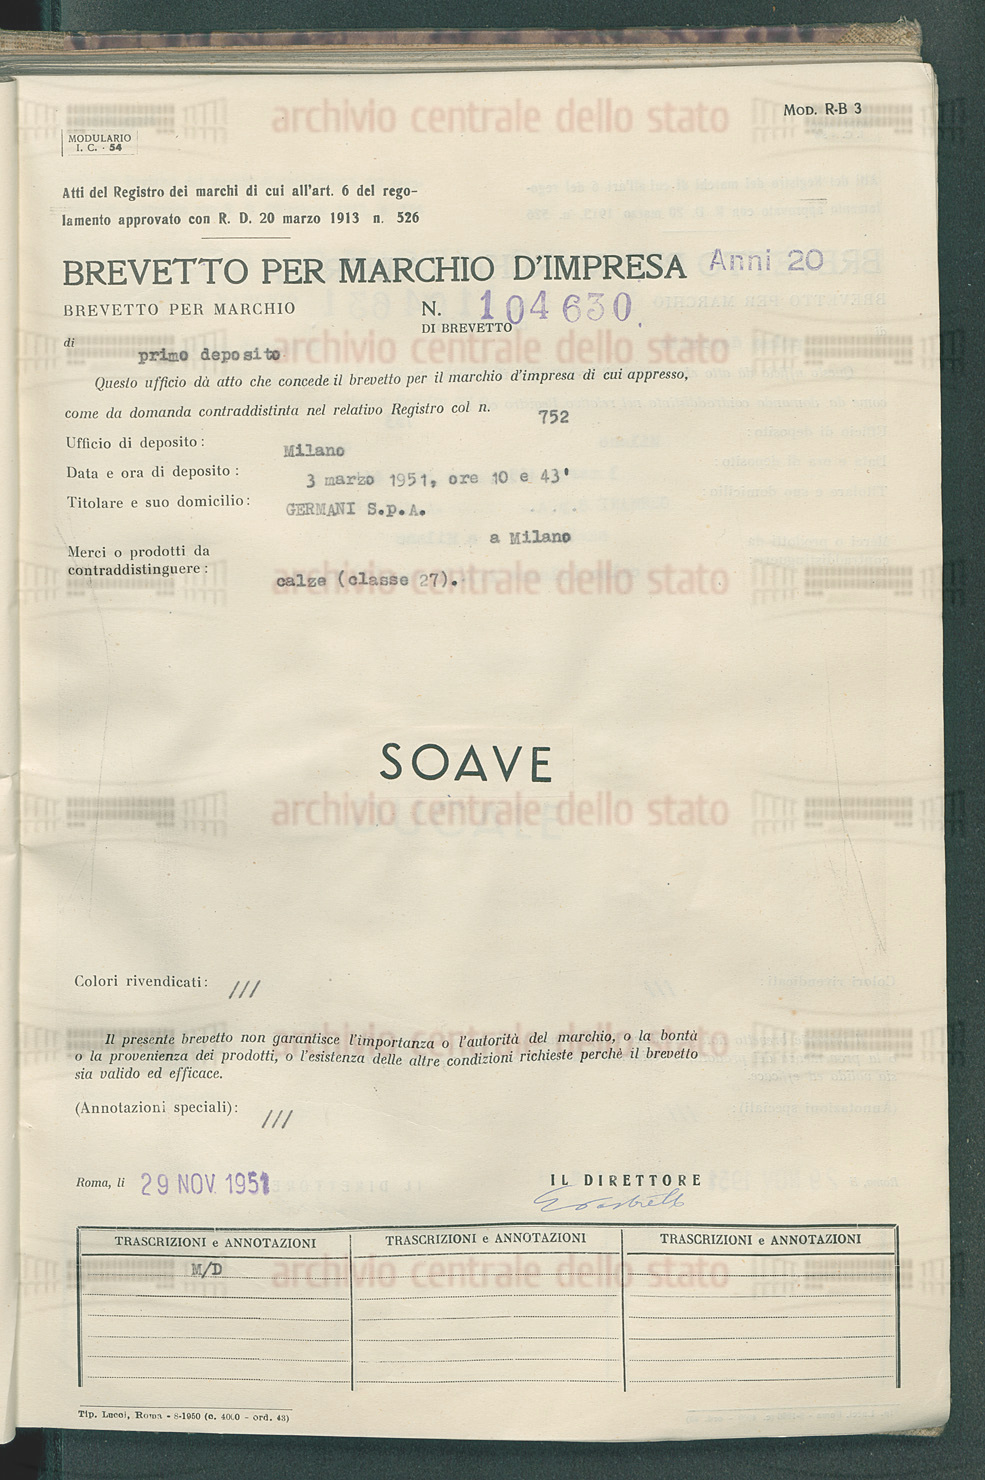 MOD. R-B 3
MODULARIO
I. C. - 54
Atti del Registro dei marchi di cui all'art. 6 del rego-
lamento approvato con R. D. 20 marzo 1913 n. 526
BREVETTO PER MARCHIO D'IMPRESA Anni 20
BREVETTO PER MARCHIO N. 104630
DI BREVETTO
di primo deposito
Questo ufficio dà atto che concede il brevetto per il marchio d'impresa di cui appresso,
come da domanda contraddistinta nel relativo Registro col n. 752
Ufficio di deposito: Milano
Data e ora di deposito: 3 marzo 1951, ore 10 e 43'
Titolare e suo domicilio: GERMANI S.p.A.
a Milano
Merci o prodotti da
contraddistinguere: calze (classe 27).
SOAVE
Colori rivendicati: ///
Il presente brevetto non garantisce l'importanza o l'autorità del marchio, o la bontà
o la provenienza dei prodotti, o l'esistenza delle altre condizioni richieste perchè il brevetto
sia valido ed efficace.
(Annotazioni speciali): ///
Roma, li 29 NOV. 1951 IL DIRETTORE
TRASCRIZIONI e ANNOTAZIONI TRASCRIZIONI e ANNOTAZIONI TRASCRIZIONI e ANNOTAZIONI
M/D
Tip. Lucci, Roma - 8-1950 (c. 4000 - ord. 43)
archivio centrale dello stato
archivio centrale dello stato
archivio centrale dello stato
archivio centrale dello stato
archivio centrale dello stato
archivio centrale dello stato